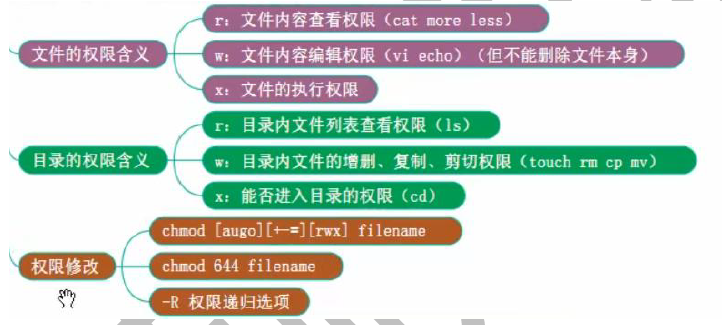 文件的权限含义
r: 文件内容查看权限（cat more less）
w: 文件内容编辑权限（vi echo）（但不能删除文件本身）
x: 文件的执行权限
目录的权限含义
r: 目录内文件列表查看权限（ls）
w: 目录内文件的增删、复制、剪切权限（touch rm cp mv）
x: 能否进入目录的权限（cd）
权限修改
chmod [augo][+-=][rwx] filename
chmod 644 filename
-R 权限递归选项